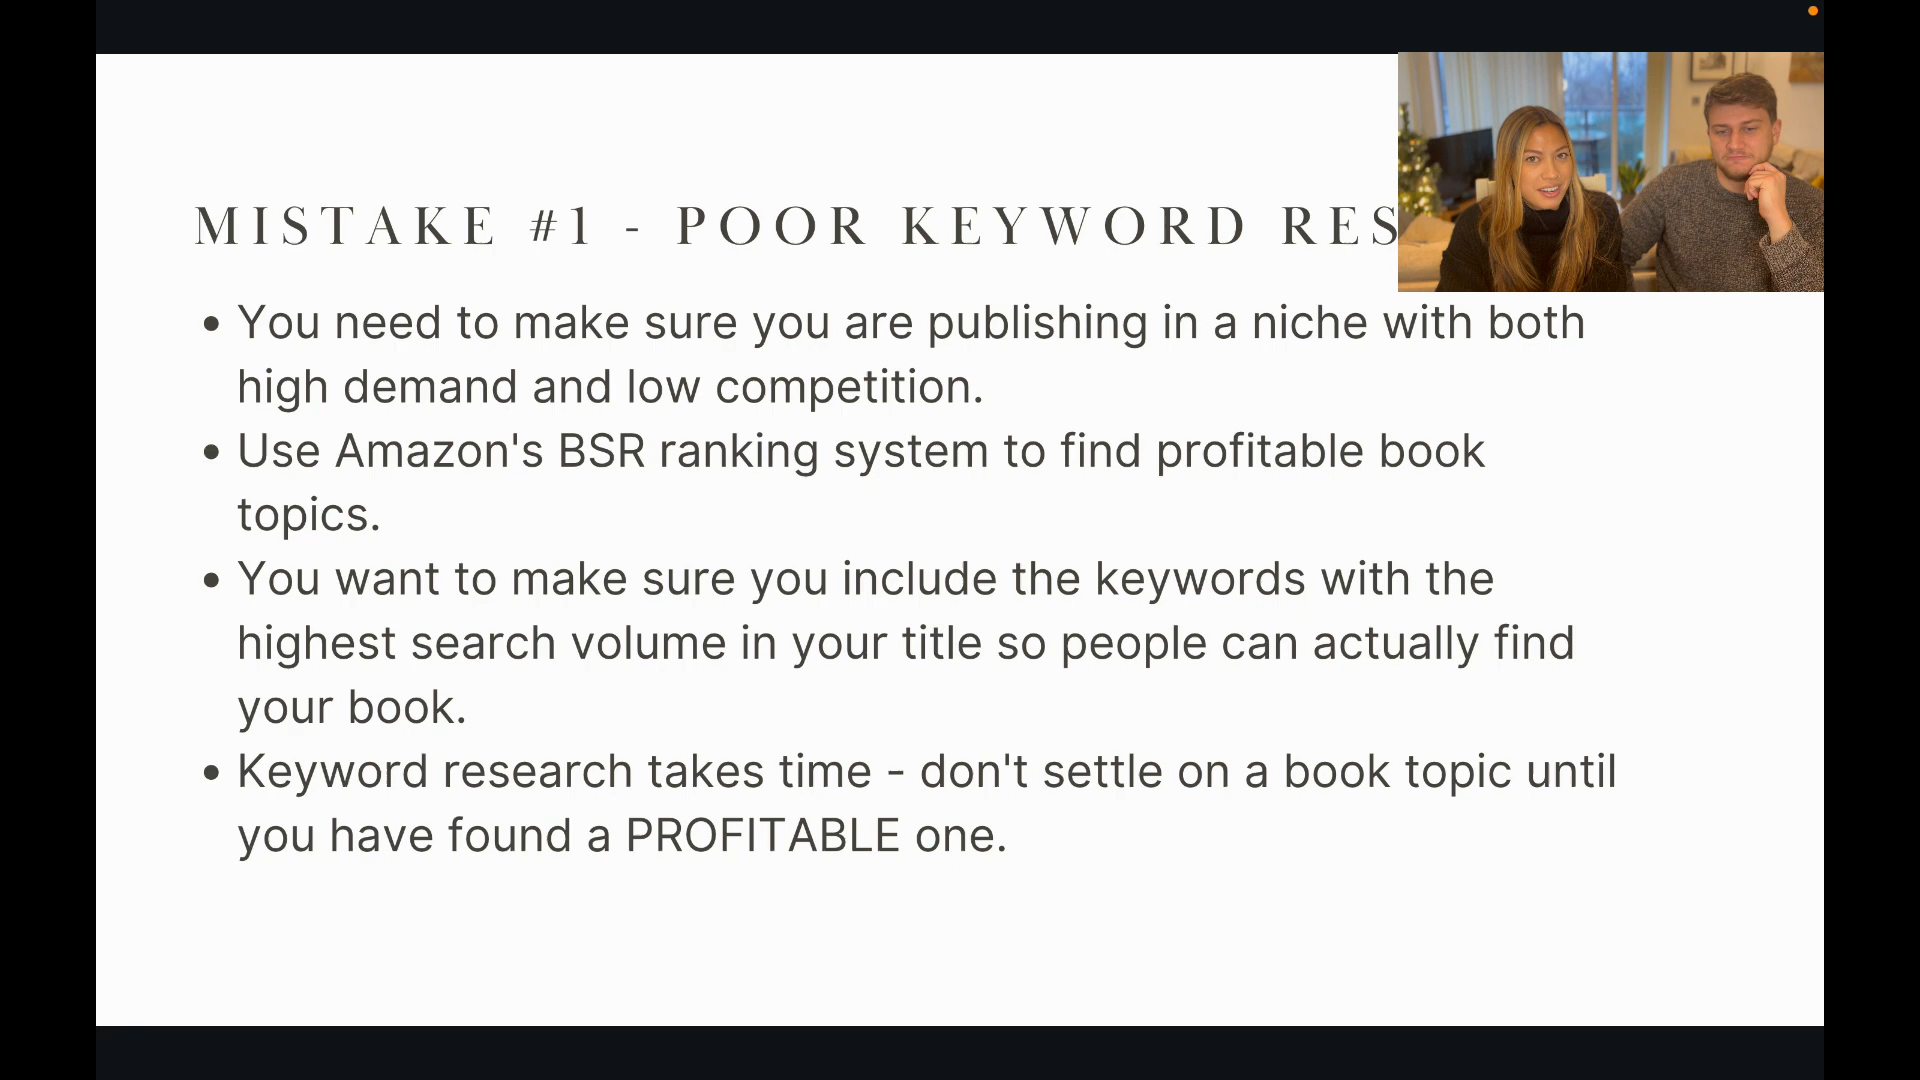 MISTAKE #1 - POOR KEYWORD RES
• You need to make sure you are publishing in a niche with both
high demand and low competition.
• Use Amazon's BSR ranking system to find profitable book
topics.
• You want to make sure you include the keywords with the
highest search volume in your title so people can actually find
your book.
• Keyword research takes time - don't settle on a book topic until
you have found a PROFITABLE one.